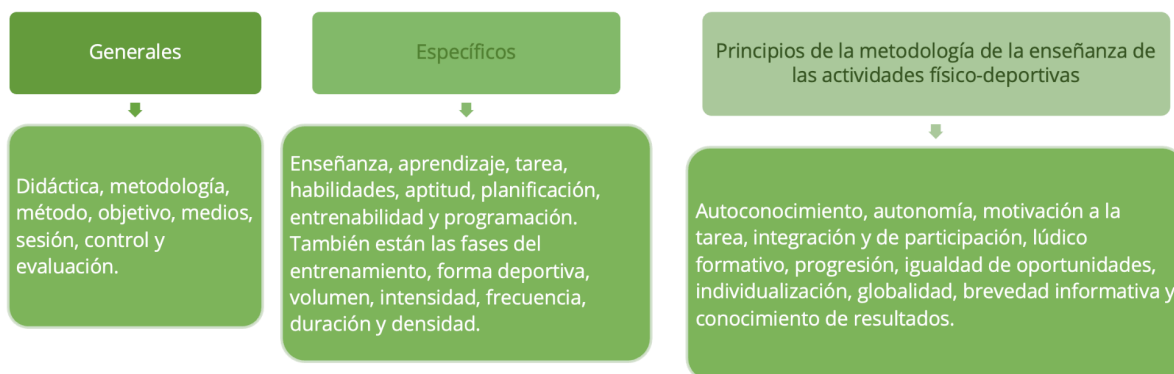 Generales
Didáctica, metodología,
método, objetivo, medios,
sesión, control y
evaluación.
Específicos
Enseñanza, aprendizaje, tarea,
habilidades, aptitud, planificación,
entrenabilidad y programación.
También están las fases del
entrenamiento, forma deportiva,
volumen, intensidad, frecuencia,
duración y densidad.
Principios de la metodología de la enseñanza de
las actividades físico-deportivas
Autoconocimiento, autonomía, motivación a la
tarea, integración y de participación, lúdico
formativo, progresión, igualdad de oportunidades,
individualización, globalidad, brevedad informativa y
conocimiento de resultados.